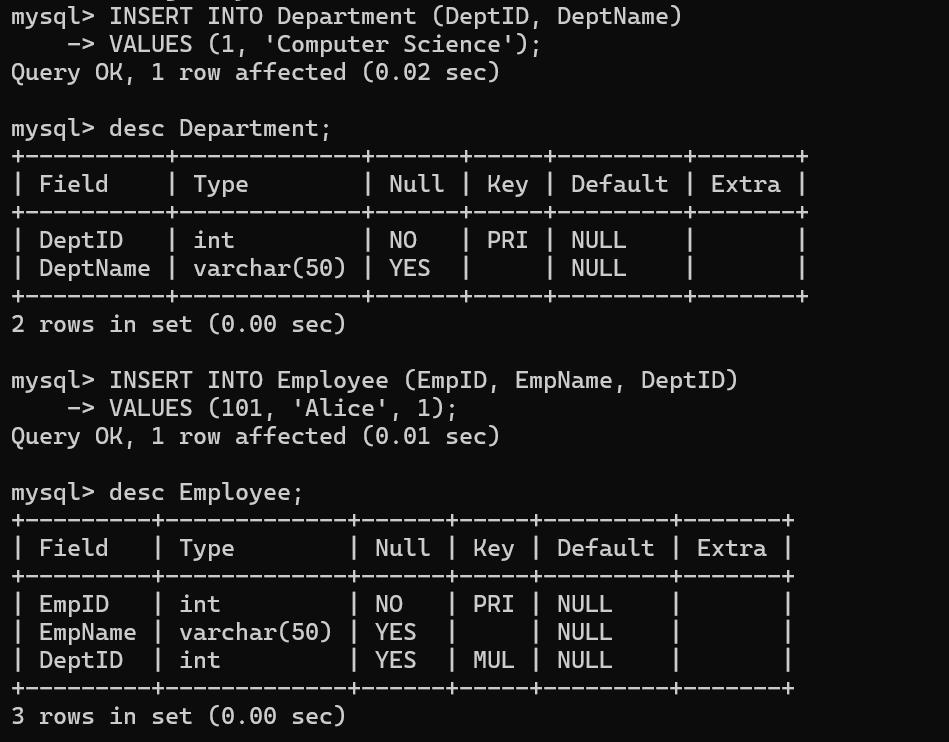 mysql> INSERT INTO Department (DeptID, DeptName)
    -> VALUES (1, 'Computer Science');
Query OK, 1 row affected (0.02 sec)

mysql> desc Department;
+----------+-------------+------+-----+---------+-------+
| Field    | Type        | Null | Key | Default | Extra |
+----------+-------------+------+-----+---------+-------+
| DeptID   | int         | NO   | PRI | NULL    |       |
| DeptName | varchar(50) | YES  |     | NULL    |       |
+----------+-------------+------+-----+---------+-------+
2 rows in set (0.00 sec)

mysql> INSERT INTO Employee (EmpID, EmpName, DeptID)
    -> VALUES (101, 'Alice', 1);
Query OK, 1 row affected (0.01 sec)

mysql> desc Employee;
+---------+-------------+------+-----+---------+-------+
| Field   | Type        | Null | Key | Default | Extra |
+---------+-------------+------+-----+---------+-------+
| EmpID   | int         | NO   | PRI | NULL    |       |
| EmpName | varchar(50) | YES  |     | NULL    |       |
| DeptID  | int         | YES  | MUL | NULL    |       |
+---------+-------------+------+-----+---------+-------+
3 rows in set (0.00 sec)